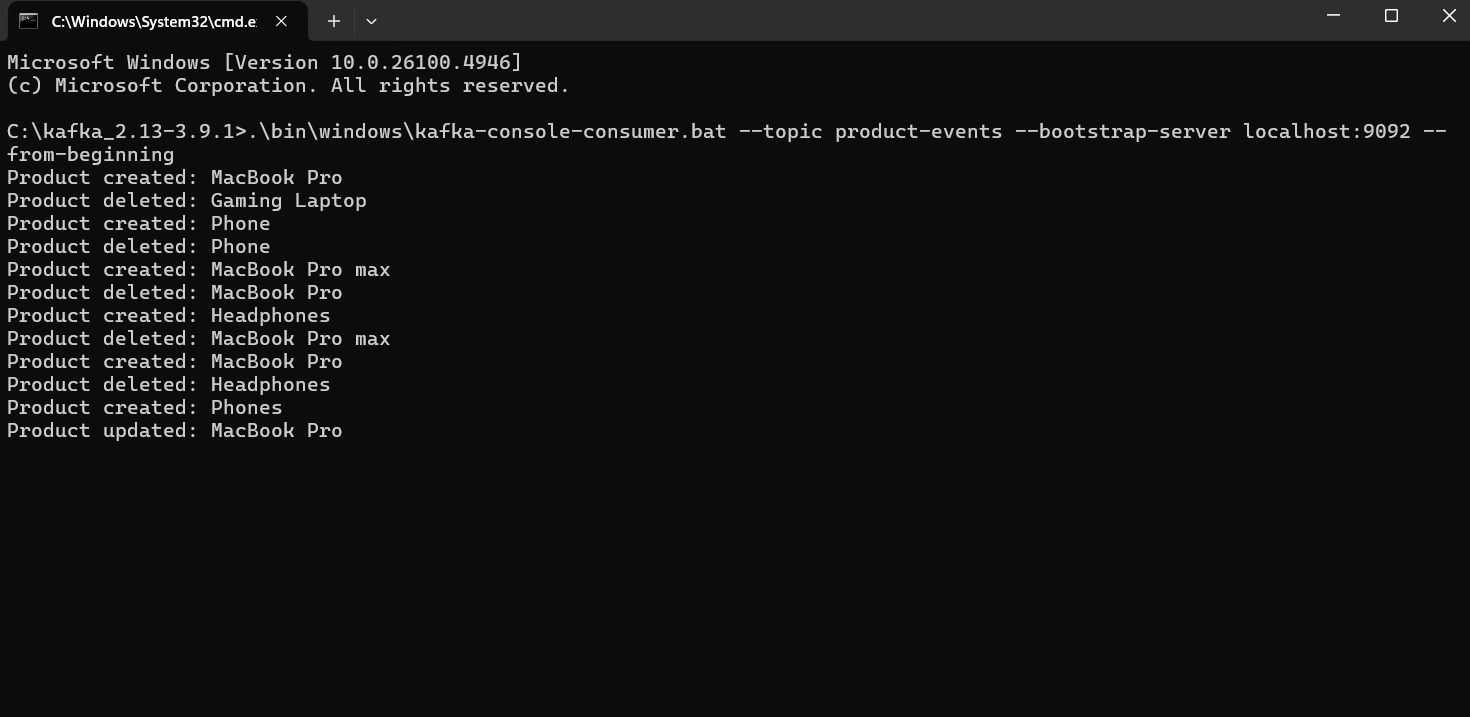 C:\Windows\System32\cmd.e
Microsoft Windows [Version 10.0.26100.4946]
(c) Microsoft Corporation. All rights reserved.
C:\kafka_2.13-3.9.1>.\bin\windows\kafka-console-consumer.bat --topic product-events --bootstrap-server localhost:9092 --
from-beginning
Product created: MacBook Pro
Product deleted: Gaming Laptop
Product created: Phone
Product deleted: Phone
Product created: MacBook Pro max
Product deleted: MacBook Pro
Product created: Headphones
Product deleted: MacBook Pro max
Product created: MacBook Pro
Product deleted: Headphones
Product created: Phones
Product updated: MacBook Pro